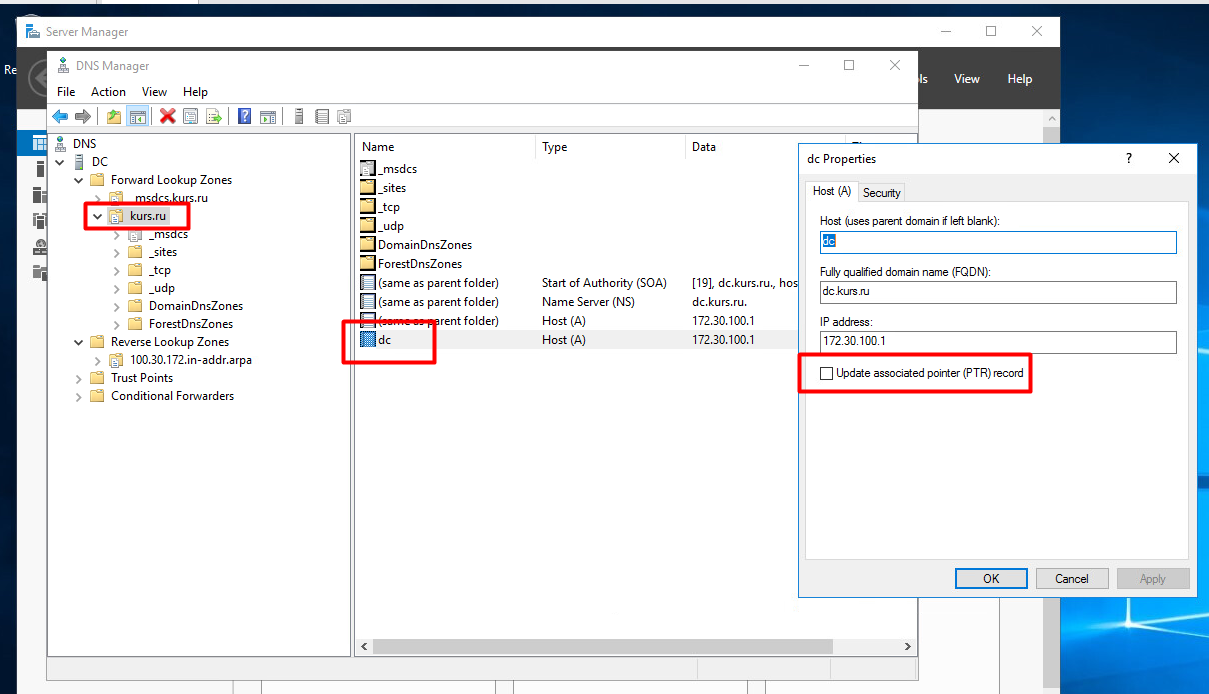 Server Manager
Re
DNS Manager
ls View Help
File Action View Help
DNS
DC
Forward Lookup Zones
_msdcs.kurs.ru
kurs.ru
_msdcs
_sites
_tcp
_udp
DomainDnsZones
ForestDnsZones
Reverse Lookup Zones
100.30.172.in-addr.arpa
Trust Points
Conditional Forwarders
Name Type Data
_msdcs
_sites
_tcp
_udp
DomainDnsZones
ForestDnsZones
(same as parent folder) Start of Authority (SOA) [19], dc.kurs.ru., hos
(same as parent folder) Name Server (NS) dc.kurs.ru.
(same as parent folder) Host (A) 172.30.100.1
dc Host (A) 172.30.100.1
dc Properties ?
Host (A) Security
Host (uses parent domain if left blank):
dc
Fully qualified domain name (FQDN):
dc.kurs.ru
IP address:
172.30.100.1
Update associated pointer (PTR) record
OK Cancel Apply